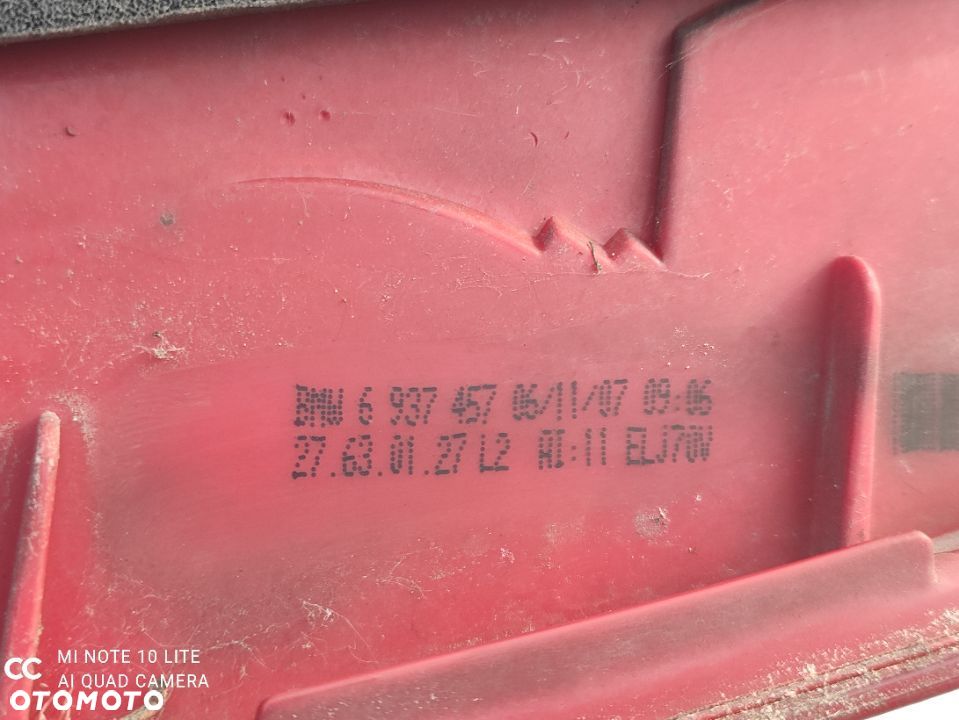 BMW 6 937 457 06/11/07 09:06
27.63.01.27 L2 AI:11 ELJ70V
MI NOTE 10 LITE
AI QUAD CAMERA
OTOMOTO